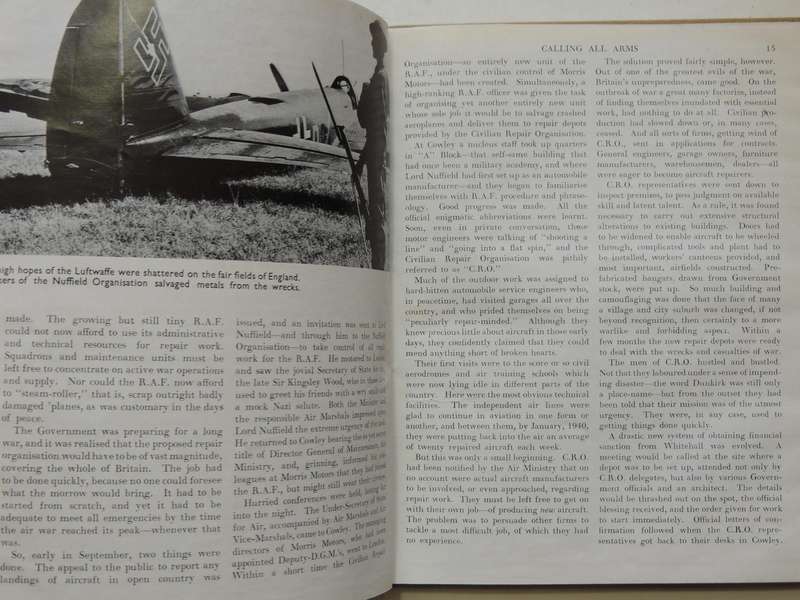 high hopes of the Luftwaffe were shattered on the fair fields of England.
ters of the Nuffield Organisation salvaged metals from the wrecks.
made. The growing but still tiny R.A.F.
could not now afford to use its administrative
and technical resources for repair work.
Squadrons and maintenance units must be
left free to concentrate on active war operations
and supply. Nor could the R.A.F. now afford
to "steam-roller," that is, scrap outright badly
damaged 'planes, as was customary in the days
of peace.
The Government was preparing for a long
war, and it was realised that the proposed repair
organisation would have to be of vast magnitude,
covering the whole of Britain. The job had
to be done quickly, because no one could foresee
what the morrow would bring. It had to be
started from scratch, and yet it had to be
adequate to meet all emergencies by the time
the air war reached its peak—whenever that
was.
So, early in September, two things were
done. The appeal to the public to report any
landings of aircraft in open country was
issued, and an invitation was sent to Lord
Nuffield—and through him to the Nuffield
Organisation—to take control of all repair
work for the R.A.F. He motored to London
and saw the jovial Secretary of State for Air,
the late Sir Kingsley Wood, who in those days
used to greet his friends with a wry smile and
a mock Nazi salute. Both the Minister and
the responsible Air Marshals impressed upon
Lord Nuffield the extreme urgency of the task.
He returned to Cowley bearing the
title of Director General of Maintenance, Air
Ministry, and, grinning, informed his col-
leagues at Morris Motors that they had joined
the R.A.F., but might still wear their civvies.
Hurried conferences were held, lasting far
into the night. The Under-Secretary of State
for Air, accompanied by Air Marshals and Air
Vice-Marshals, came to Cowley. The managing
directors of Morris Motors, who had been
appointed Deputy-D.G.M.'s, went to London.
Within a short time the Civilian Repair
CALLING ALL ARMS 15
Organisation—an entirely new unit of the
R.A.F., under the civilian control of Morris
Motors—had been created. Simultaneously, a
high-ranking R.A.F. officer was given the task
of organising yet another entirely new unit
whose sole job it would be to salvage crashed
aeroplanes and deliver them to repair depots
provided by the Civilian Repair Organisation.
At Cowley a nucleus staff took up quarters
in "A" Block—that self-same building that
had once been a military academy, and where
Lord Nuffield had first set up as an automobile
manufacturer—and they began to familiarise
themselves with R.A.F. procedure and phrase-
ology. Good progress was made. All the
official enigmatic abbreviations were learnt.
Soon, even in private conversation, these
motor engineers were talking of "shooting a
line" and "going into a flat spin," and the
Civilian Repair Organisation was pithily
referred to as "C.R.O."
Much of the outdoor work was assigned to
hard-bitten automobile service engineers who,
in peacetime, had visited garages all over the
country, and who prided themselves on being
"peculiarly repair-minded." Although they
knew precious little about aircraft in those early
days, they confidently claimed that they could
mend anything short of broken hearts.
Their first visits were to the score or so civil
aerodromes and air training schools which
were now lying idle in different parts of the
country. Here were the most obvious technical
facilities. The independent air lines were
glad to continue in aviation in one form or
another, and between them, by January, 1940,
they were putting back into the air an average
of twenty repaired aircraft each week.
But this was only a small beginning. C.R.O.
had been notified by the Air Ministry that on
no account were actual aircraft manufacturers
to be involved, or even approached, regarding
repair work. They must be left free to get on
with their own job—of producing new aircraft.
The problem was to persuade other firms to
tackle a most difficult job, of which they had
no experience.
The solution proved fairly simple, however.
Out of one of the greatest evils of the war,
Britain's unpreparedness, came good. On the
outbreak of war a great many factories, instead
of finding themselves inundated with essential
work, had nothing to do at all. Civilian pro-
duction had slowed down or, in many cases,
ceased. And all sorts of firms, getting wind of
C.R.O., sent in applications for contracts.
General engineers, garage owners, furniture
manufacturers, warehousemen, dealers—all
were eager to become aircraft repairers.
C.R.O. representatives were sent down to
inspect premises, to pass judgment on available
skill and latent talent. As a rule, it was found
necessary to carry out extensive structural
alterations to existing buildings. Doors had
to be widened to enable aircraft to be wheeled
through, complicated tools and plant had to
be installed, workers' canteens provided, and
most important, airfields constructed. Pre-
fabricated hangars, drawn from Government
stock, were put up. So much building and
camouflaging was done that the face of many
a village and city suburb was changed, if not
beyond recognition, then certainly to a more
warlike and forbidding aspect. Within a
few months the new repair depots were ready
to deal with the wrecks and casualties of war.
The men of C.R.O. hustled and bustled.
Not that they laboured under a sense of impend-
ing disaster—the word Dunkirk was still only
a place-name—but from the outset they had
been told that their mission was of the utmost
urgency. They were, in any case, used to
getting things done quickly.
A drastic new system of obtaining financial
sanction from Whitehall was evolved. A
meeting would be called at the site where a
depot was to be set up, attended not only by
C.R.O. delegates, but also by various Govern-
ment officials and an architect. The details
would be thrashed out on the spot, the official
blessing received, and the order given for work
to start immediately. Official letters of con-
firmation followed when the C.R.O. repre-
sentatives got back to their desks in Cowley.